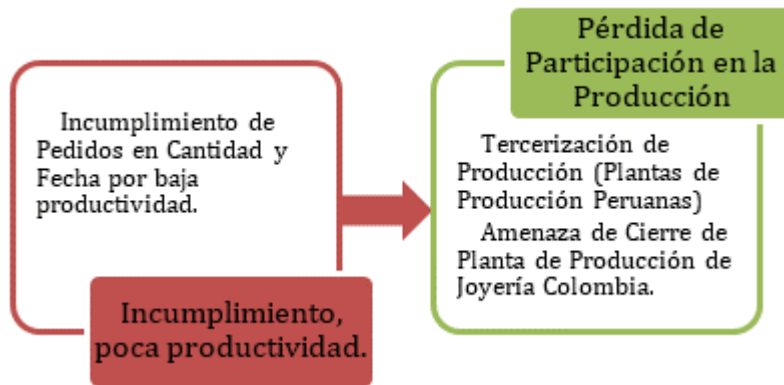 Incumplimiento de
Pedidos en Cantidad y
Fecha por baja
productividad.
Incumplimiento,
poca productividad.
Pérdida de
Participación en la
Producción
Tercerización de
Producción (Plantas de
Producción Peruanas)
Amenaza de Cierre de
Planta de Producción de
Joyería Colombia.